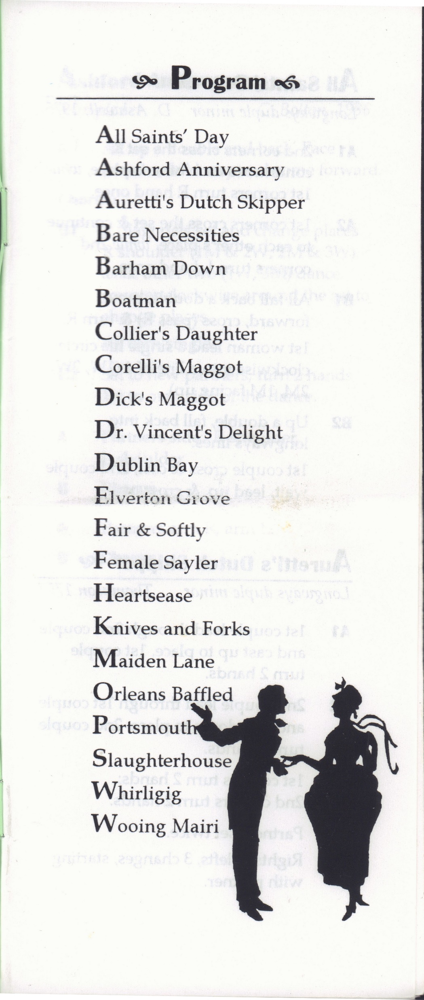 Program
All Saints' Day
Ashford Anniversary
Auretti's Dutch Skipper
Bare Necessities
Barham Down
Boatman
Collier's Daughter
Corelli's Maggot
Dick's Maggot
Dr. Vincent's Delight
Dublin Bay
Elverton Grove
Fair & Softly
Female Sayler
Heartsease
Knives and Forks
Maiden Lane
Orleans Baffled
Portsmouth
Slaughterhouse
Whirligig
Wooing Mairi